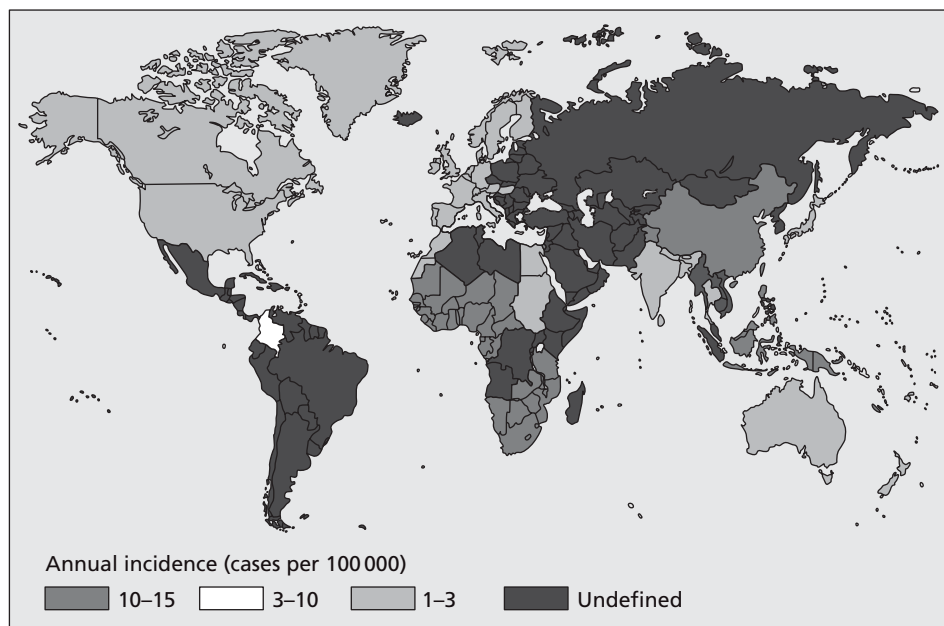 Annual incidence (cases per 100 000)
10–15 3–10 1–3 Undefined